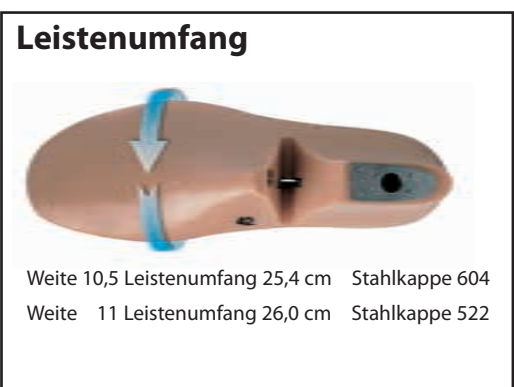 Leistenumfang
42
Weite 10,5 Leistenumfang 25,4 cm Stahlkappe 604
Weite 11 Leistenumfang 26,0 cm Stahlkappe 522